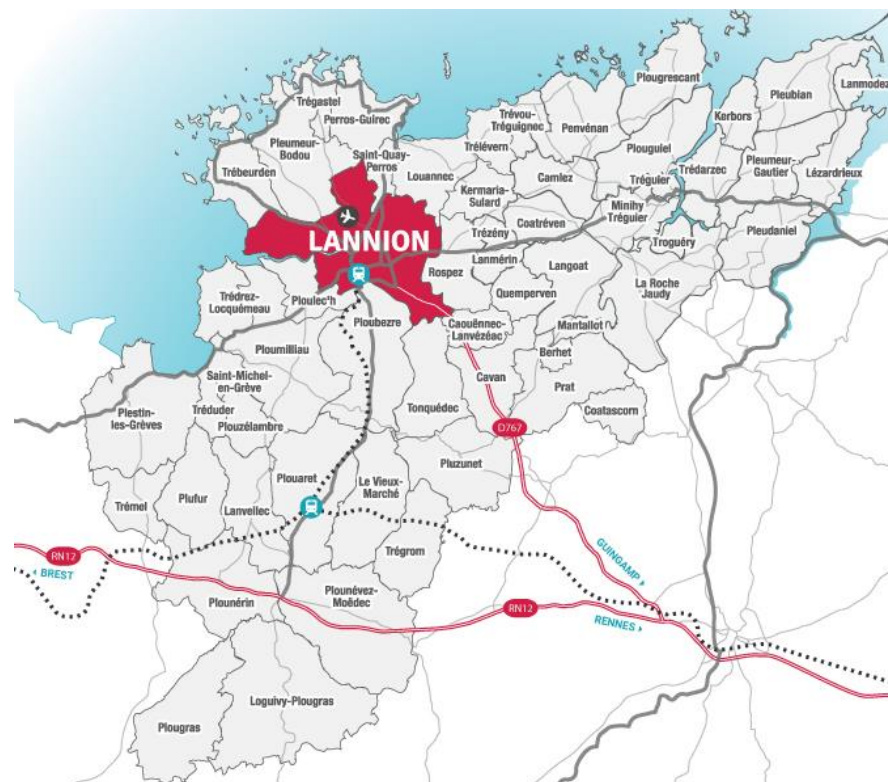 Plougrescant
Pleubian
Lanmodez
Trégastel
Perros-Guirec
Trévou-
Tréguignec
Penvénan
Kerbors
Pleumeur-
Bodou
Trélévern
Plouguiel
Trébeurden
Saint-Quay-
Perros
Louannec
Camlez
Tréguier
Trédarzec
Pleumeur-
Gautier
Lézardrieux
Kermaria-
Sulard
Minihy
Tréguier
LANNION
Trézény
Coatréven
Troguéry
Pleudaniel
Rospez
Lanmérin
Langoat
Quemperven
La Roche
Jaudy
Trédrez-
Locquémeau
Ploulec'h
Ploubezre
Caouënnec-
Lanvézéac
Mantallot
Ploumilliau
Berhet
Saint-Michel-
en-Grève
Cavan
Prat
Plestin-
les-Grèves
Tréduder
Plouzélambre
Tonquédec
Coatascorn
D767
Plouaret
Le Vieux-
Marché
Pluzunet
Trémel
Plufur
Lanvellec
Trégrom
GUINGAMP
RN12
BREST
Plounérin
Plounévez-
Moëdec
RN12
RENNES
Loguivy-Plougras
Plougras